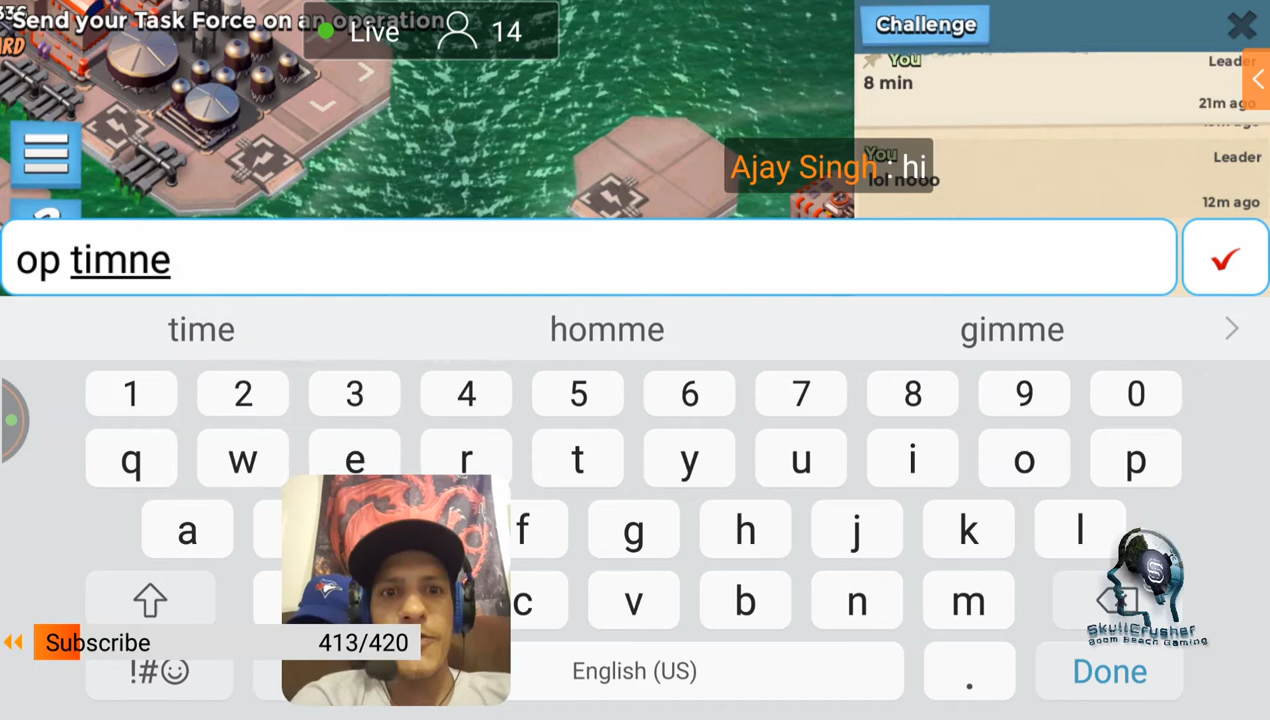 Send your Task Force on an operation
Live 14
Challenge
You
Leader
8 min
21m ago
Ajay Singh : hi
You
Leader
lol nooo
12m ago
op timne
time homme gimme
1 2 3 4 5 6 7 8 9 0
q w e r t y u i o p
a f g h j k l
c v b n m
Subscribe 413/420
SkullCrusher
Boom Beach Gaming
!#☺ English (US) . Done